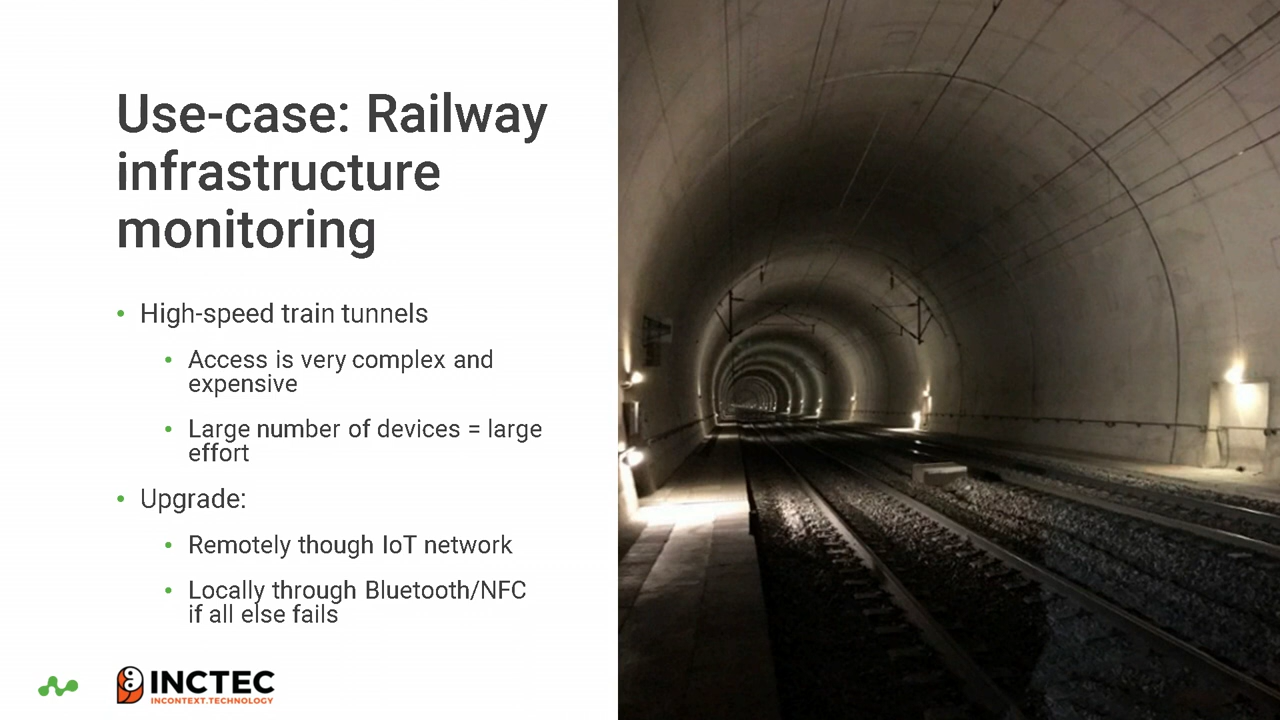 Use-case: Railway
infrastructure
monitoring
• High-speed train tunnels
• Access is very complex and
expensive
• Large number of devices = large
effort
• Upgrade:
• Remotely though IoT network
• Locally through Bluetooth/NFC
if all else fails
INCTEC
INCONTEXT.TECHNOLOGY